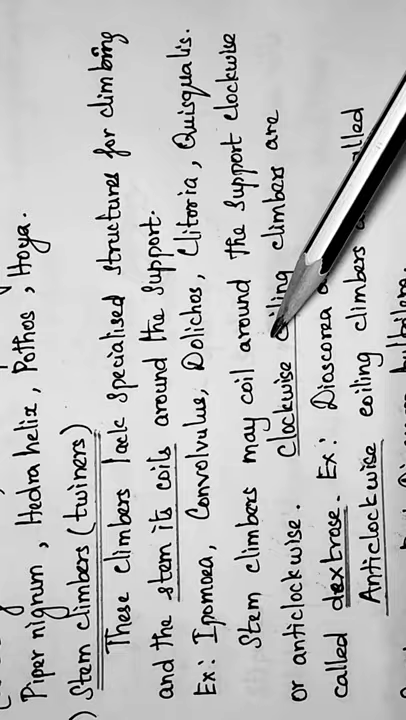 Piper nigrum, Hedra helix, Pothos, Hoya.
) Stem climbers (twiners)
These climbers lack specialised structures for climbing
and the stem its coils around the support.
Ex: Ipomoea, Convolvulus, Dolichos, Clitoria, Quisqualis.
Stem climbers may coil around the support clockwise
or anticlockwise. Clockwise coiling climbers are
called dextrose. Ex: Dioscorea
Anticlockwise coiling climbers called
bulbifera.